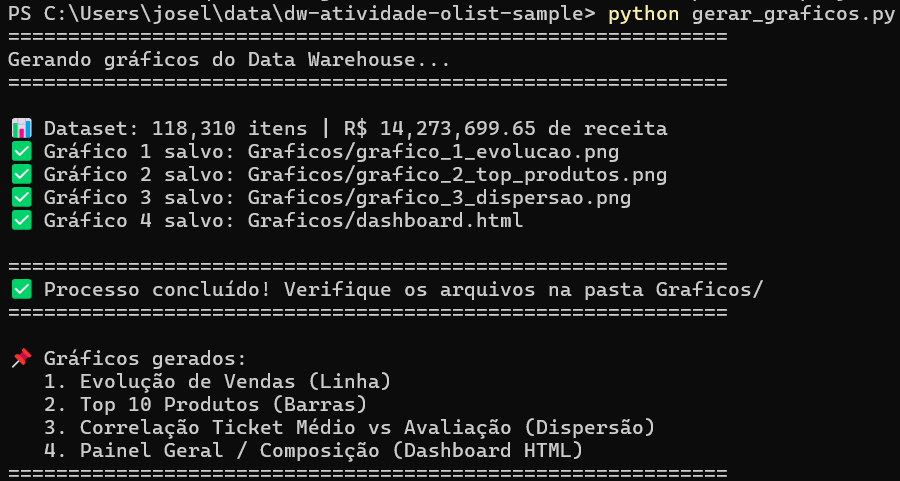 PS C:\Users\josel\data\dw-atividade-olist-sample> python gerar_graficos.py
============================================================
Gerando gráficos do Data Warehouse...
============================================================
📊 Dataset: 118,310 itens | R$ 14,273,699.65 de receita
✅ Gráfico 1 salvo: Graficos/grafico_1_evolucao.png
✅ Gráfico 2 salvo: Graficos/grafico_2_top_produtos.png
✅ Gráfico 3 salvo: Graficos/grafico_3_dispersao.png
✅ Gráfico 4 salvo: Graficos/dashboard.html
============================================================
✅ Processo concluído! Verifique os arquivos na pasta Graficos/
============================================================
📌 Gráficos gerados:
1. Evolução de Vendas (Linha)
2. Top 10 Produtos (Barras)
3. Correlação Ticket Médio vs Avaliação (Dispersão)
4. Painel Geral / Composição (Dashboard HTML)
============================================================